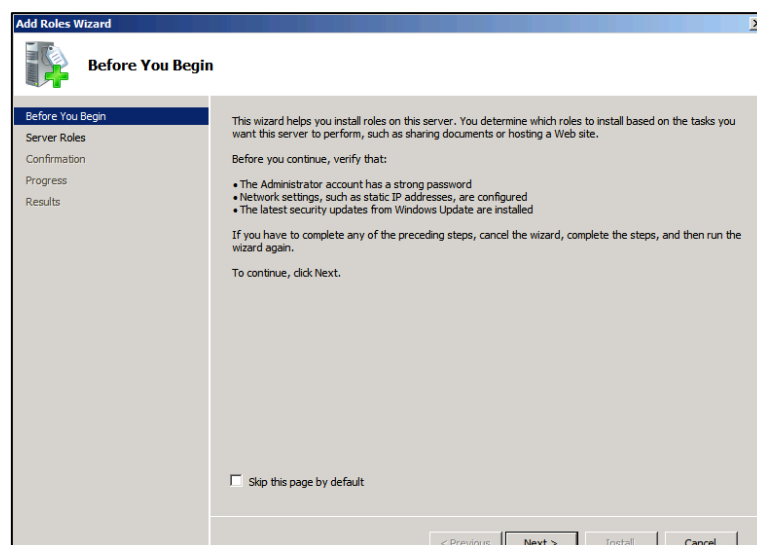 Add Roles Wizard
Before You Begin
Before You Begin
Server Roles
Confirmation
Progress
Results
This wizard helps you install roles on this server. You determine which roles to install based on the tasks you
want this server to perform, such as sharing documents or hosting a Web site.
Before you continue, verify that:
• The Administrator account has a strong password
• Network settings, such as static IP addresses, are configured
• The latest security updates from Windows Update are installed
If you have to complete any of the preceding steps, cancel the wizard, complete the steps, and then run the
wizard again.
To continue, click Next.
Skip this page by default
< Previous
Next >
Install
Cancel